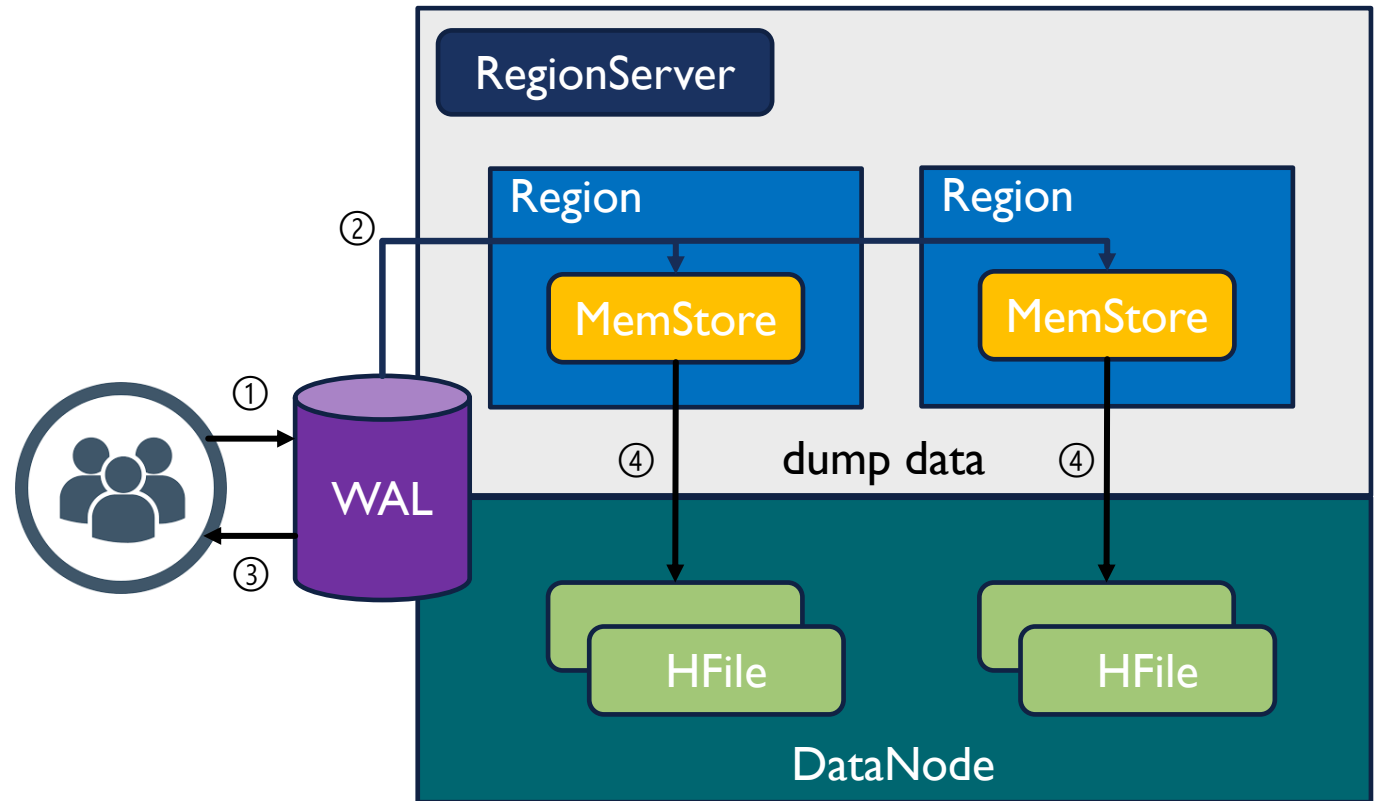 RegionServer
Region
Region
②
MemStore
MemStore
①
④
dump data
④
WAL
③
HFile
HFile
DataNode